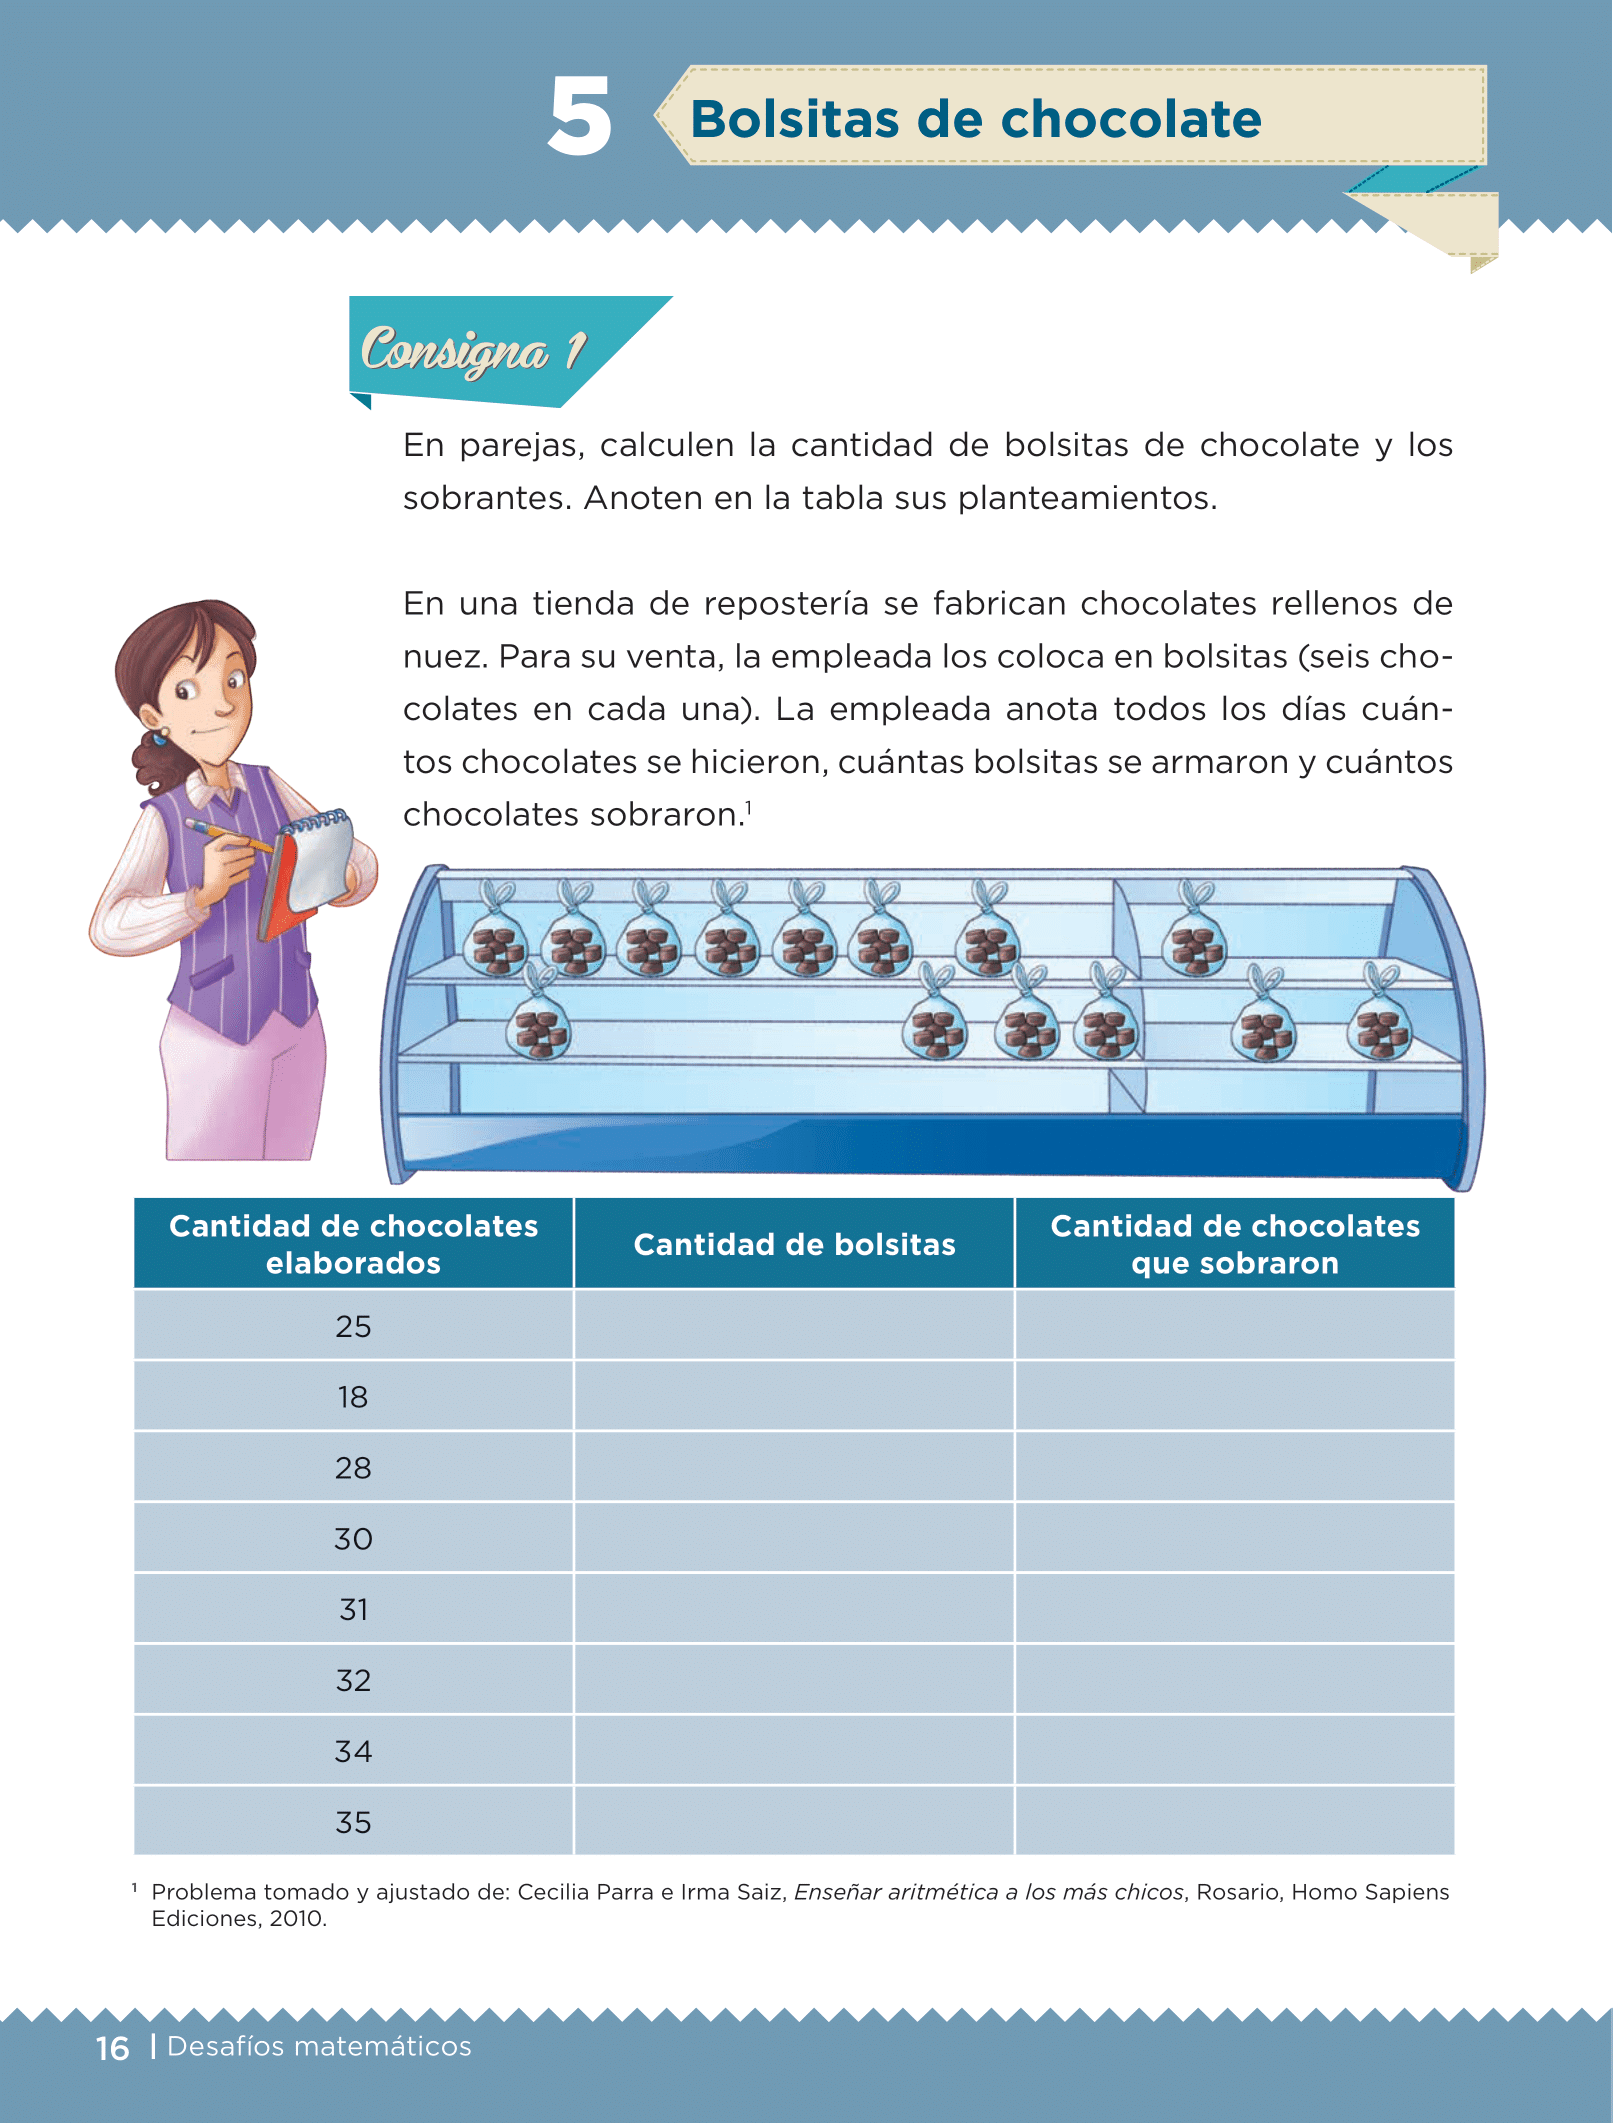 5
Bolsitas de chocolate
Consigna 1
En parejas, calculen la cantidad de bolsitas de chocolate y los
sobrantes. Anoten en la tabla sus planteamientos.
En una tienda de repostería se fabrican chocolates rellenos de
nuez. Para su venta, la empleada los coloca en bolsitas (seis cho-
colates en cada una). La empleada anota todos los días cuán-
tos chocolates se hicieron, cuántas bolsitas se armaron y cuántos
chocolates sobraron.¹
Cantidad de chocolates
elaborados
Cantidad de bolsitas
Cantidad de chocolates
que sobraron
25
18
28
30
31
32
34
35
¹ Problema tomado y ajustado de: Cecilia Parra e Irma Saiz, Enseñar aritmética a los más chicos, Rosario, Homo Sapiens
Ediciones, 2010.
16 | Desafíos matemáticos